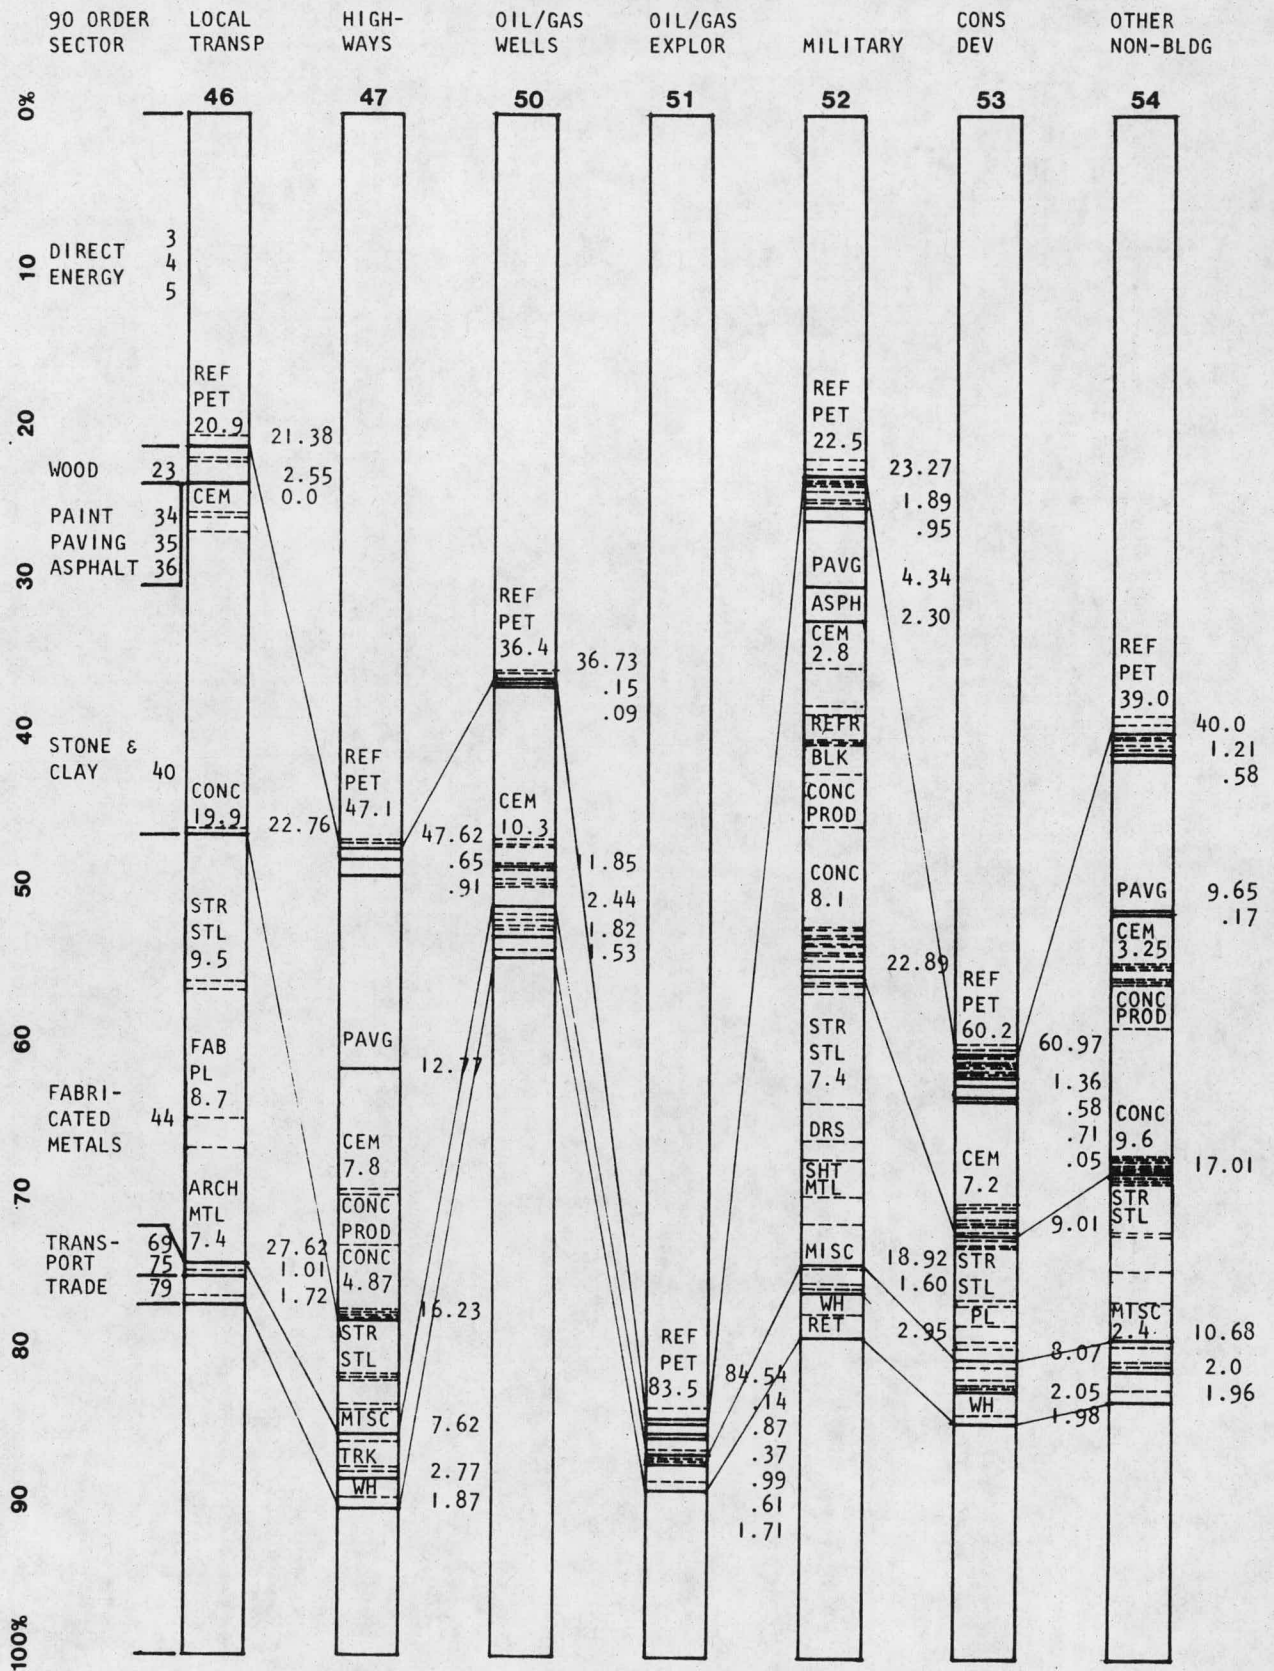 90 ORDER SECTOR
LOCAL TRANSP
HIGH-WAYS
OIL/GAS WELLS
OIL/GAS EXPLOR
MILITARY
CONS DEV
OTHER NON-BLDG
46 47 50 51 52 53 54
0%
10
20
30
40
50
60
70
80
90
100%
DIRECT ENERGY
3
4
5
WOOD 23
PAINT 34
PAVING 35
ASPHALT 36
STONE & CLAY 40
FABRI-
CATED 44
METALS
TRANS- 69
PORT 75
TRADE 79
REF
PET
20.9
21.38
2.55
0.0
CEM
CONC
19.9
22.76
STR
STL
9.5
FAB
PL
8.7
ARCH
MTL
7.4
27.62
1.01
1.72
REF
PET
47.1
47.62
.65
.91
PAVG
12.77
CEM
7.8
CONC
PROD
CONC
4.87
16.23
STR
STL
MTSC
7.62
TRK
2.77
WH
1.87
REF
PET
36.4
36.73
.15
.09
CEM
10.3
11.85
2.44
1.82
1.53
REF
PET
83.5
84.54
.14
.87
.37
.99
.61
1.71
REF
PET
22.5
23.27
1.89
.95
PAVG
4.34
ASPH
2.30
CEM
2.8
REFR
BLK
CONC
PROD
CONC
8.1
22.89
STR
STL
7.4
DRS
SHT
MTL
MISC
18.92
1.60
WH
RET
2.95
REF
PET
60.2
60.97
1.36
.58
.71
.05
CEM
7.2
9.01
STR
STL
PL
8.07
2.05
WH
1.98
REF
PET
39.0
40.0
1.21
.58
PAVG
9.65
.17
CEM
3.25
CONC
PROD
CONC
9.6
17.01
STR
STL
MTSC
2.4
10.68
2.0
1.96